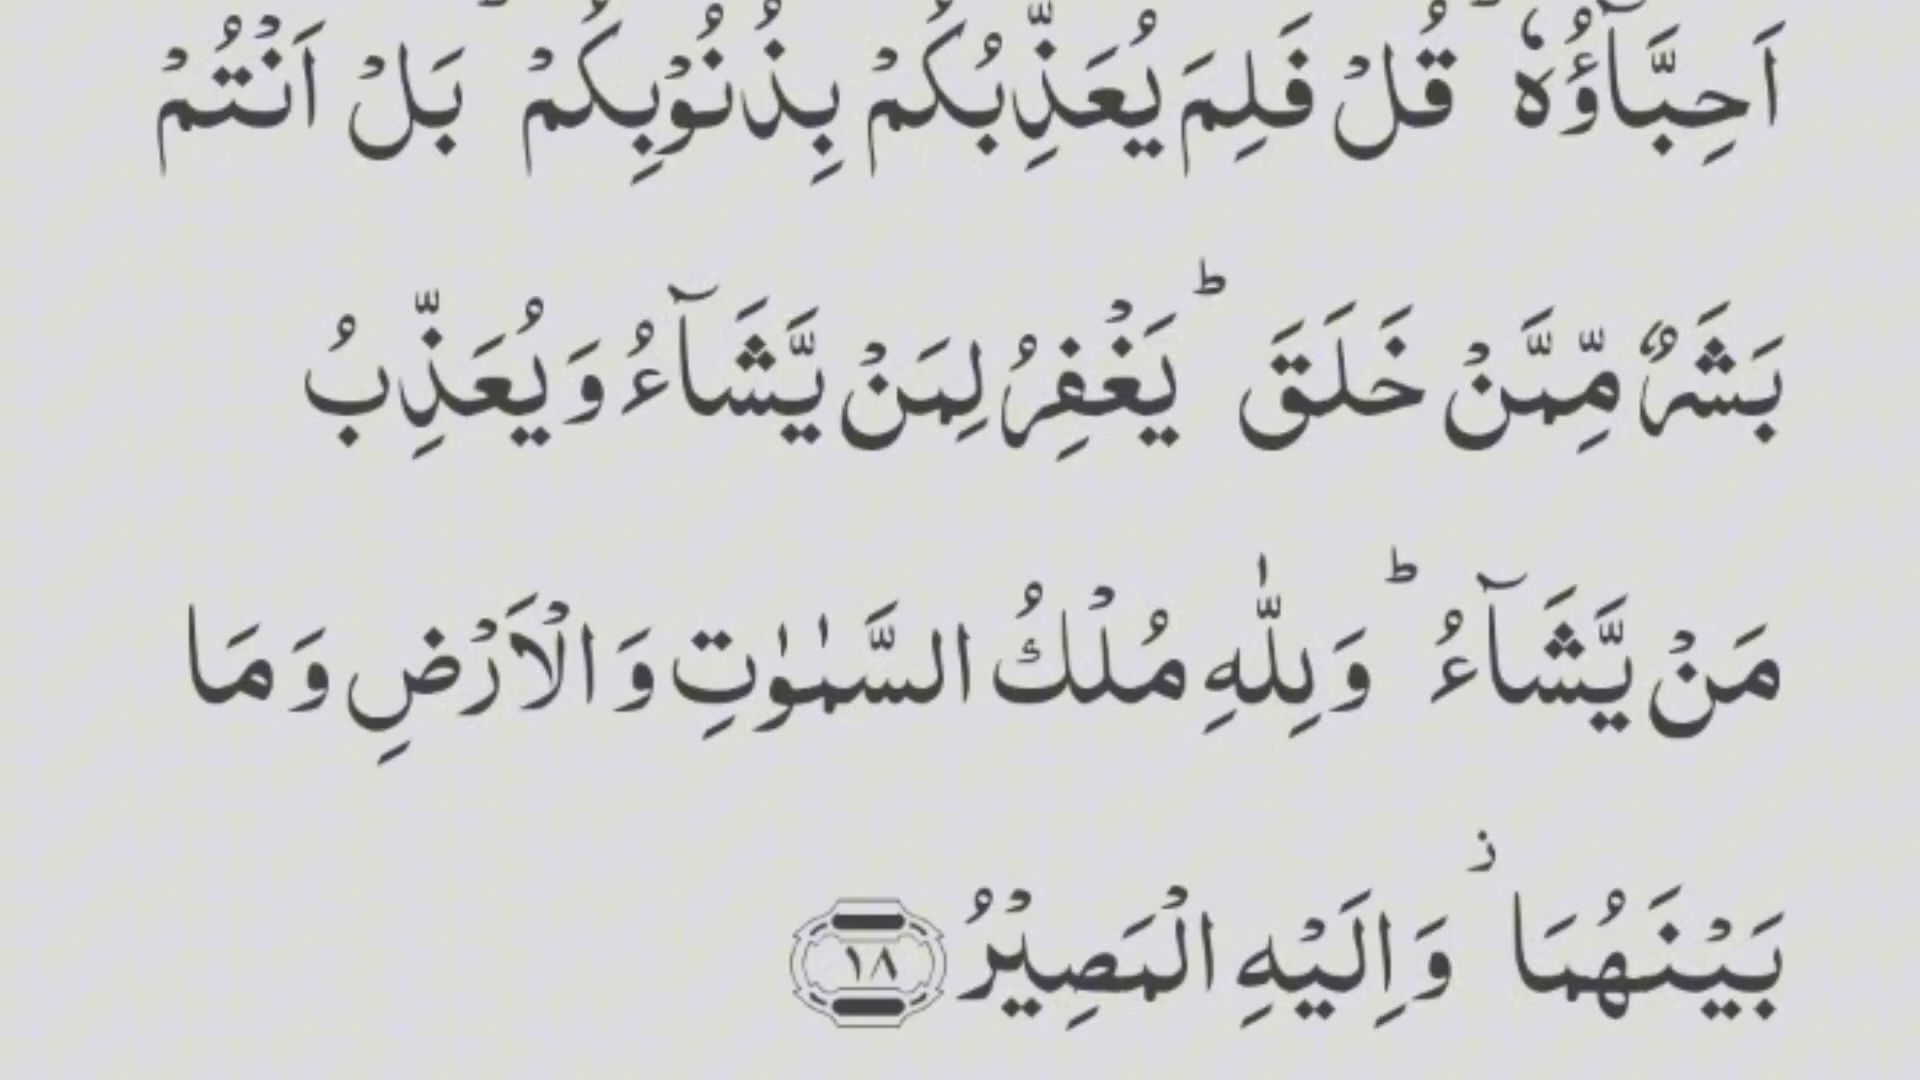 اَحِبَّآؤُهٗ ؕ قُلْ فَلِمَ يُعَذِّبُكُمْ بِذُنُوْبِكُمْ ؕ بَلْ اَنْتُمْ
بَشَرٌ مِّمَّنْ خَلَقَ ؕ يَغْفِرُ لِمَنْ يَّشَآءُ وَ يُعَذِّبُ
مَنْ يَّشَآءُ ؕ وَ لِلّٰهِ مُلْكُ السَّمٰوٰتِ وَ الْاَرْضِ وَ مَا
بَيْنَهُمَا ؗ وَ اِلَيْهِ الْمَصِيْرُ ۝۱۸